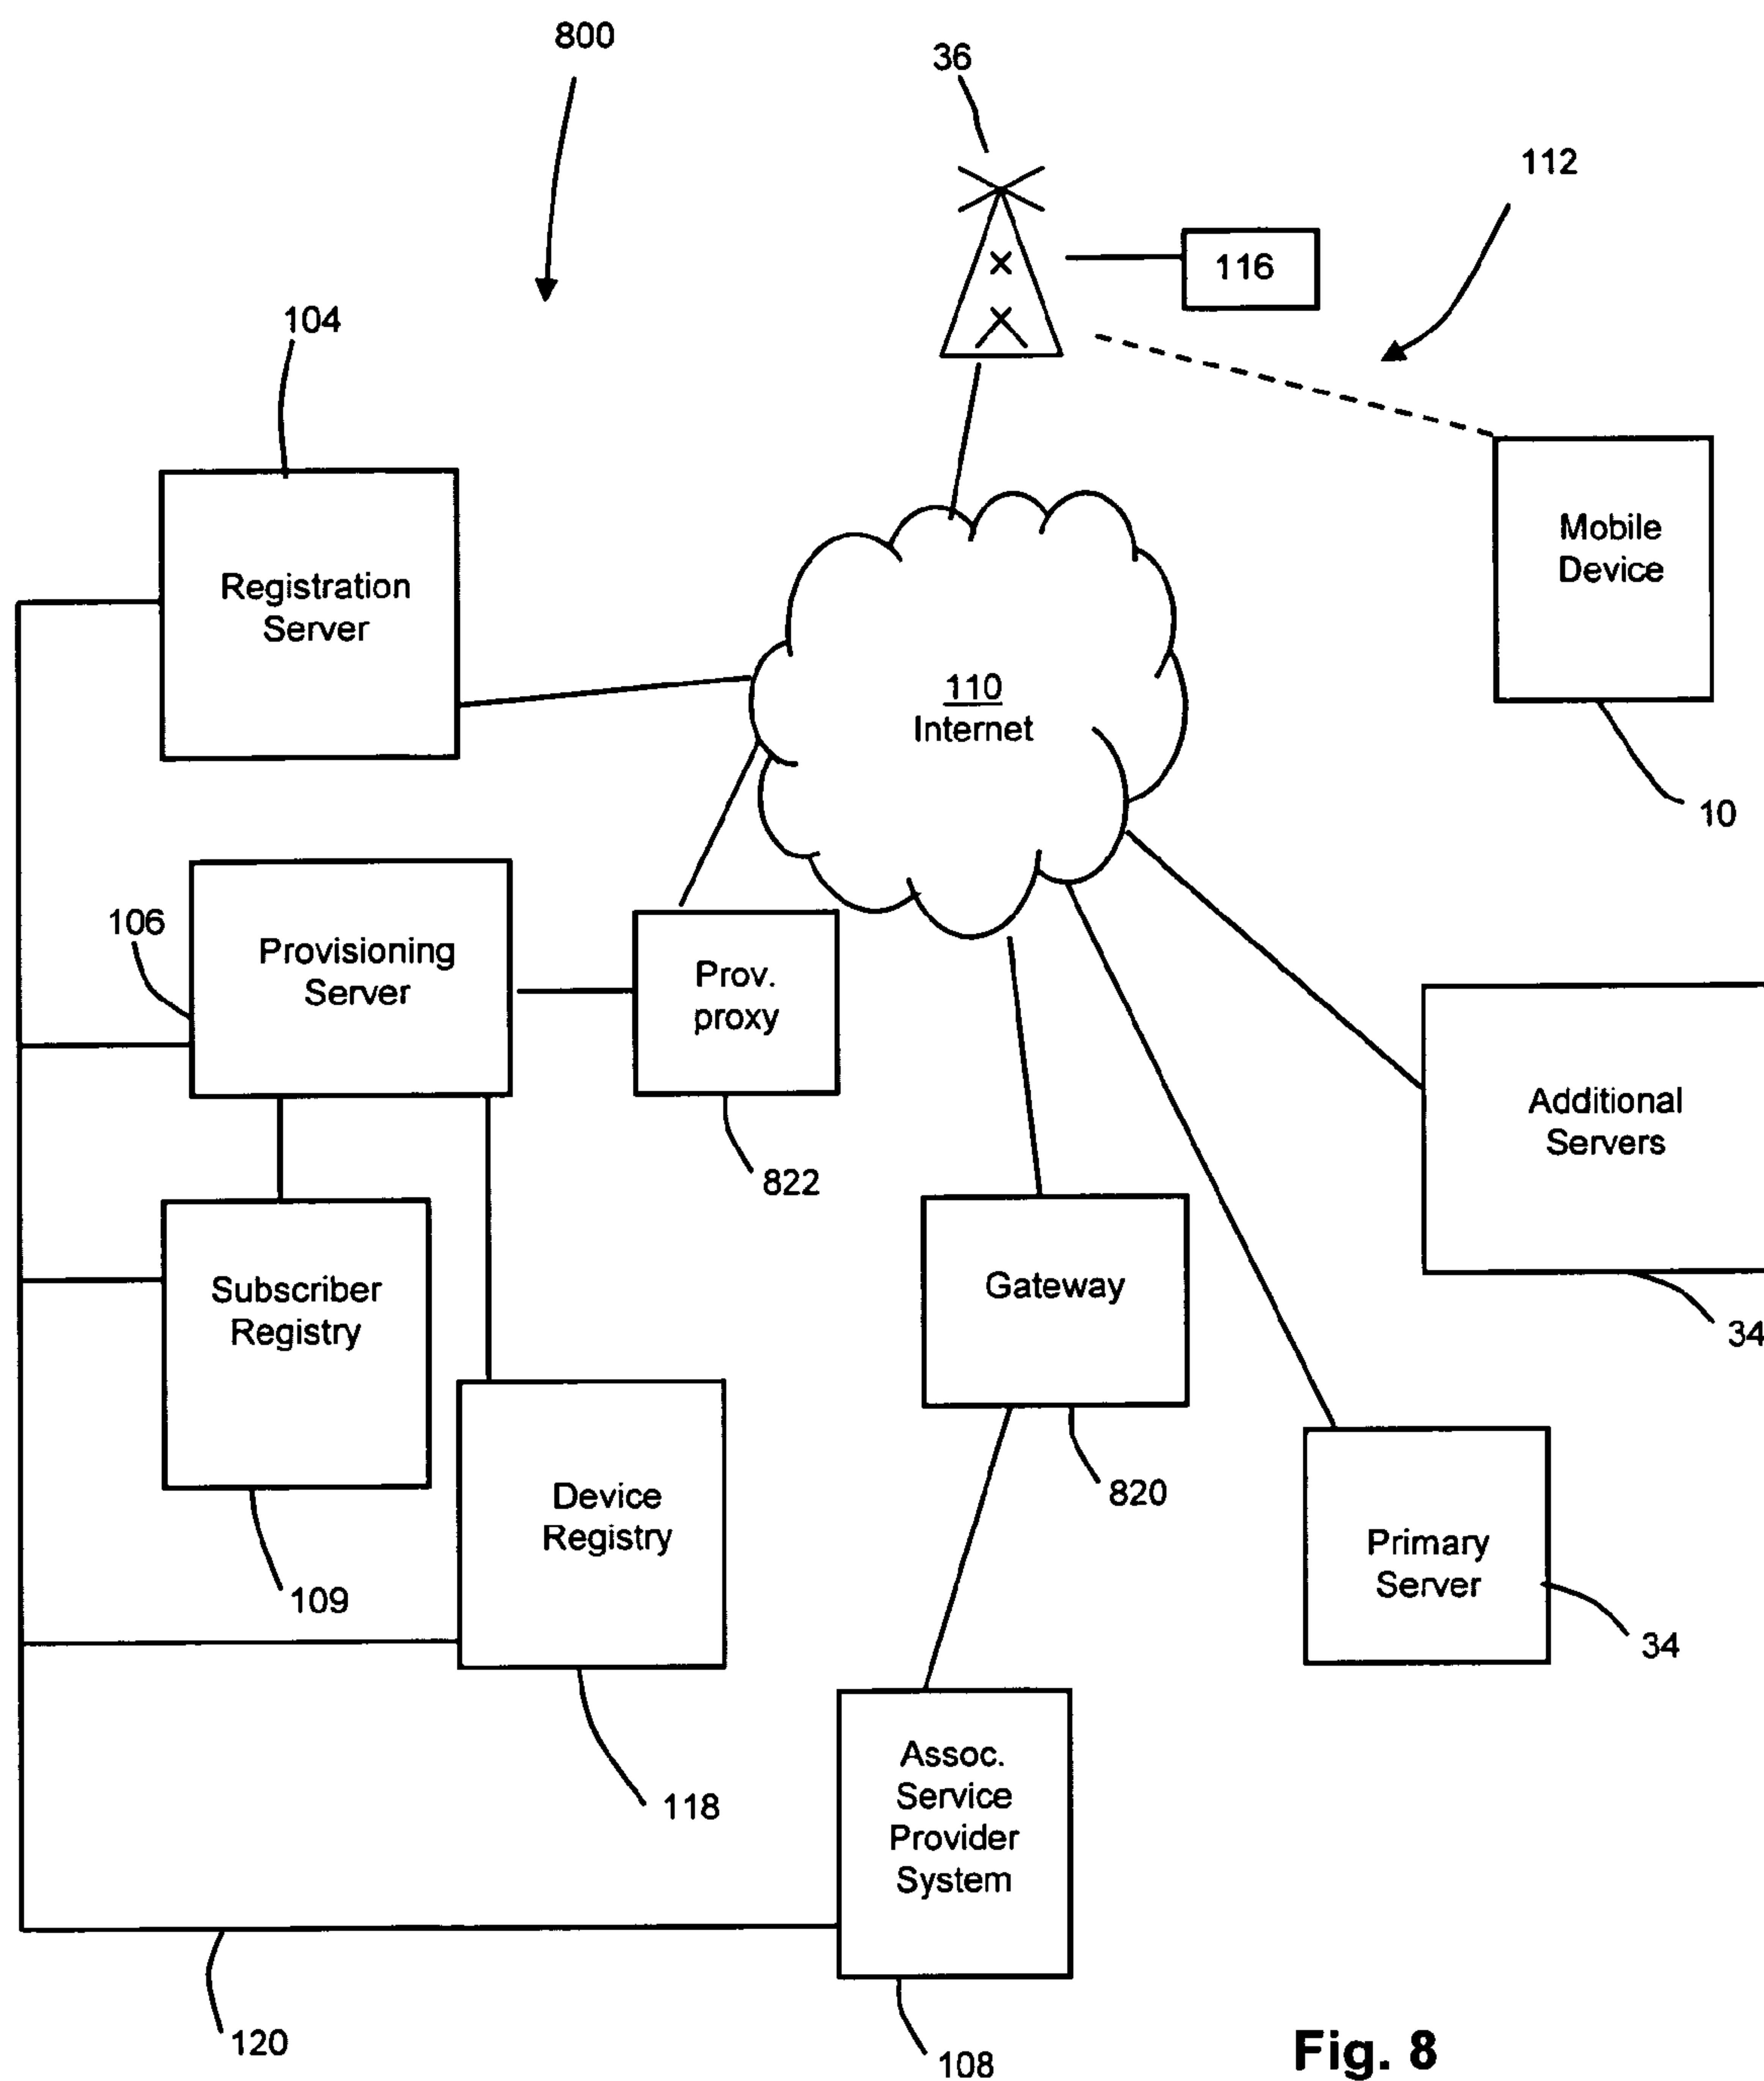 800
36
112
116
104
Registration
Server
Mobile
Device
110
Internet
10
106
Provisioning
Server
Prov.
proxy
822
Additional
Servers
34
Subscriber
Registry
Gateway
820
109
Device
Registry
Primary
Server
34
118
Assoc.
Service
Provider
System
120
108
Fig. 8